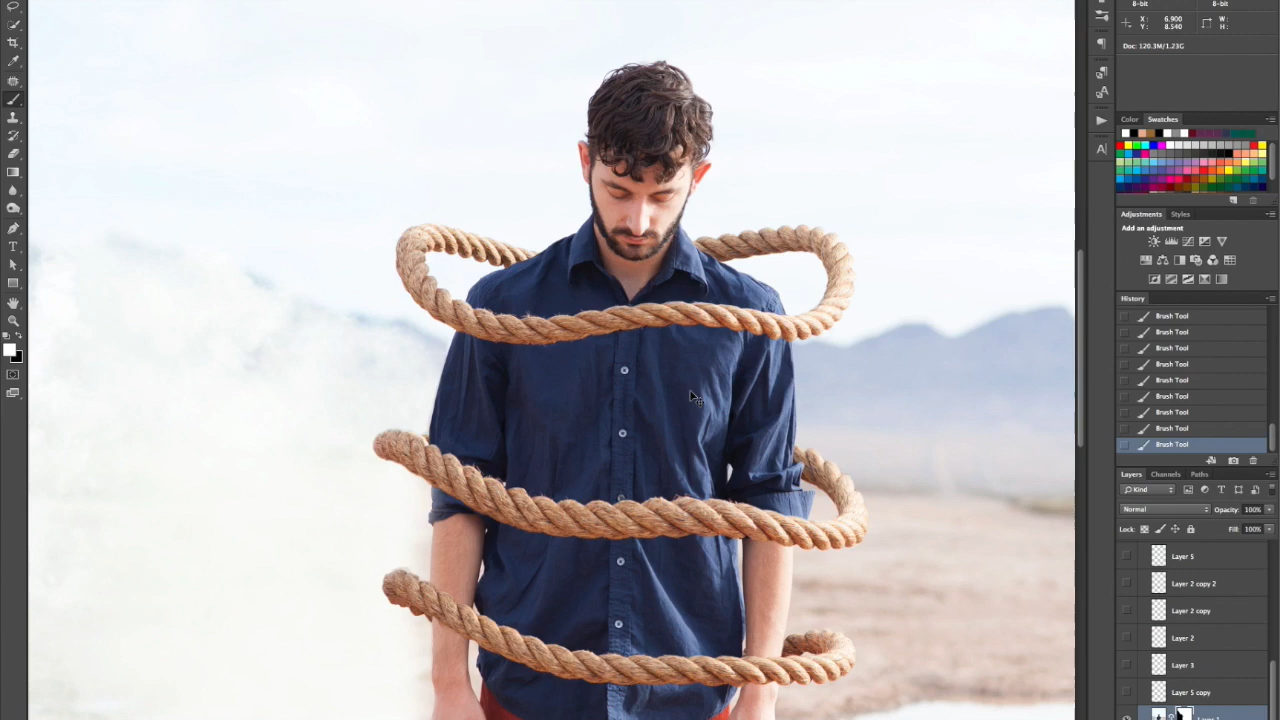 8-bit 8-bit
X: 6.900 W:
Y: 8.540 H:
Doc: 120.3M/1.23G
Color Swatches
Adjustments Styles
Add an adjustment
History
Brush Tool
Brush Tool
Brush Tool
Brush Tool
Brush Tool
Brush Tool
Brush Tool
Brush Tool
Brush Tool
Layers Channels Paths
Kind
Normal Opacity: 100%
Lock: Fill: 100%
Layer 5
Layer 2 copy 2
Layer 2 copy
Layer 2
Layer 3
Layer 5 copy
Layer 1